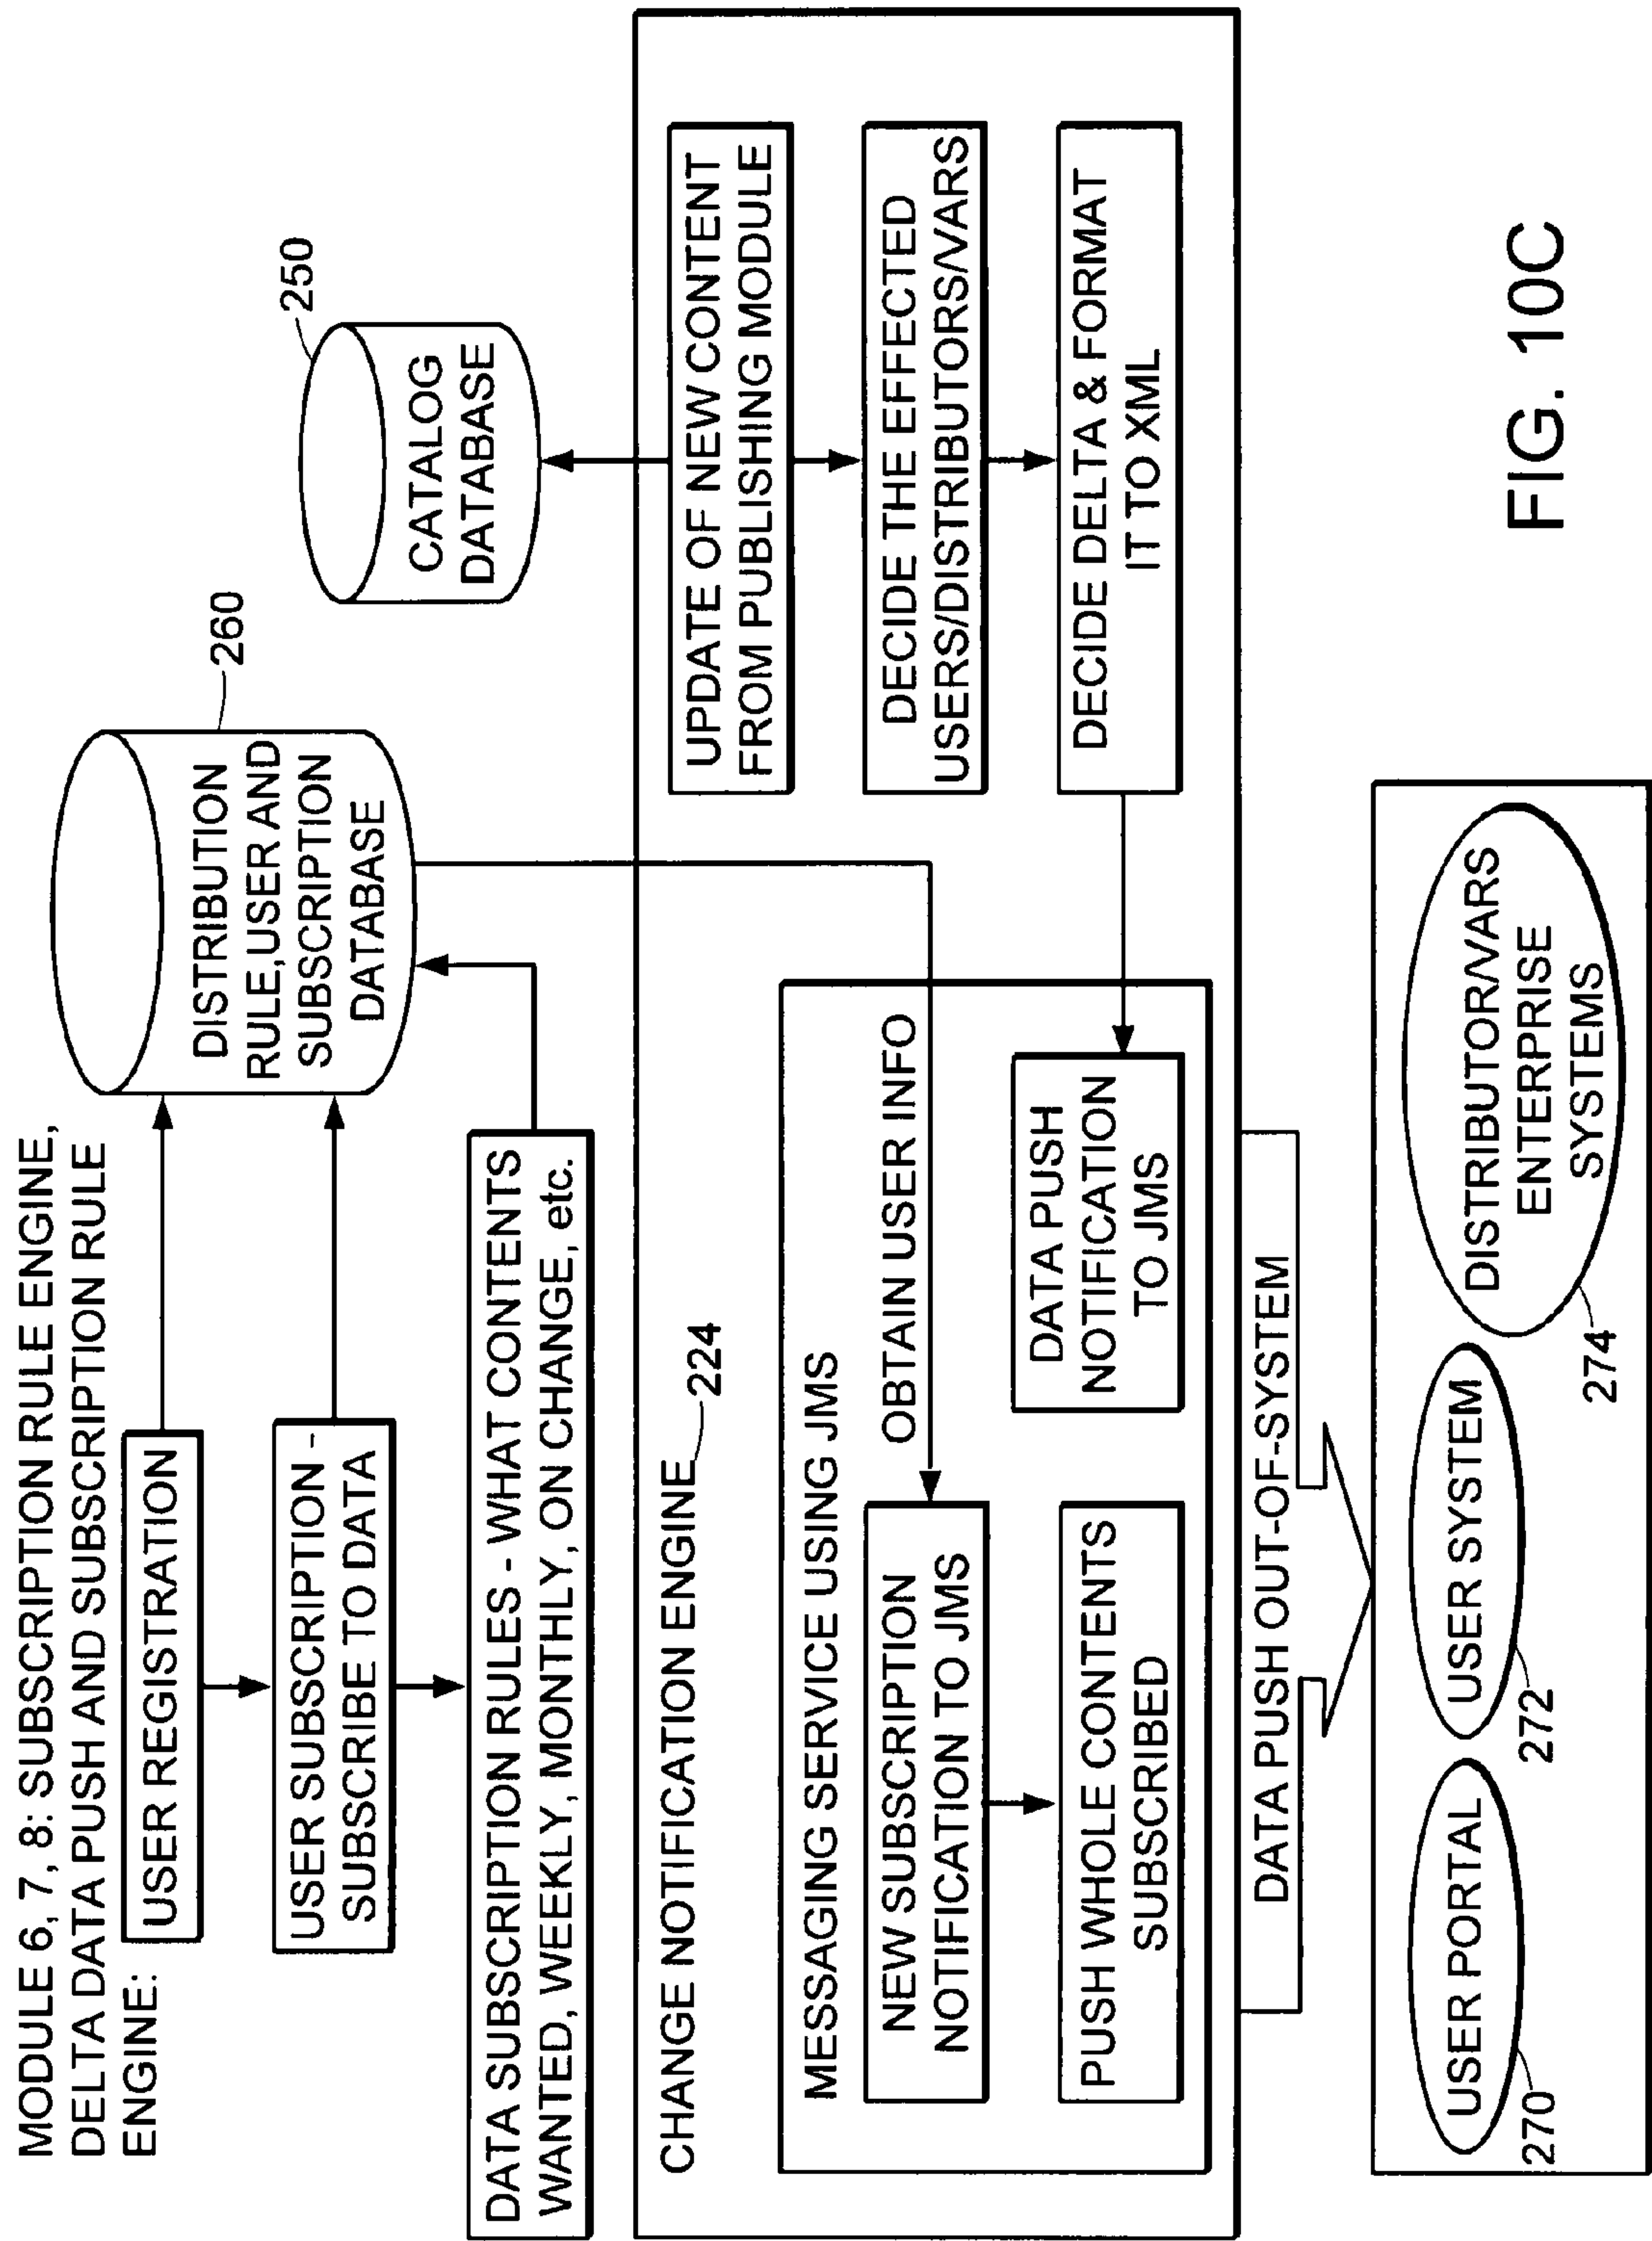 MODULE 6, 7, 8: SUBSCRIPTION RULE ENGINE,
DELTA DATA PUSH AND SUBSCRIPTION RULE
ENGINE:
USER REGISTRATION
USER SUBSCRIPTION -
SUBSCRIBE TO DATA
DATA SUBSCRIPTION RULES - WHAT CONTENTS
WANTED, WEEKLY, MONTHLY, ON CHANGE, etc.
DISTRIBUTION
RULE,USER AND
SUBSCRIPTION
DATABASE
260
CATALOG
DATABASE
250
CHANGE NOTIFICATION ENGINE
224
MESSAGING SERVICE USING JMS
OBTAIN USER INFO
NEW SUBSCRIPTION
NOTIFICATION TO JMS
PUSH WHOLE CONTENTS
SUBSCRIBED
DATA PUSH
NOTIFICATION
TO JMS
UPDATE OF NEW CONTENT
FROM PUBLISHING MODULE
DECIDE THE EFFECTED
USERS/DISTRIBUTORS/VARS
DECIDE DELTA & FORMAT
IT TO XML
DATA PUSH OUT-OF-SYSTEM
USER PORTAL
270
USER SYSTEM
272
DISTRIBUTOR/VARS
ENTERPRISE
SYSTEMS
274
FIG. 10C